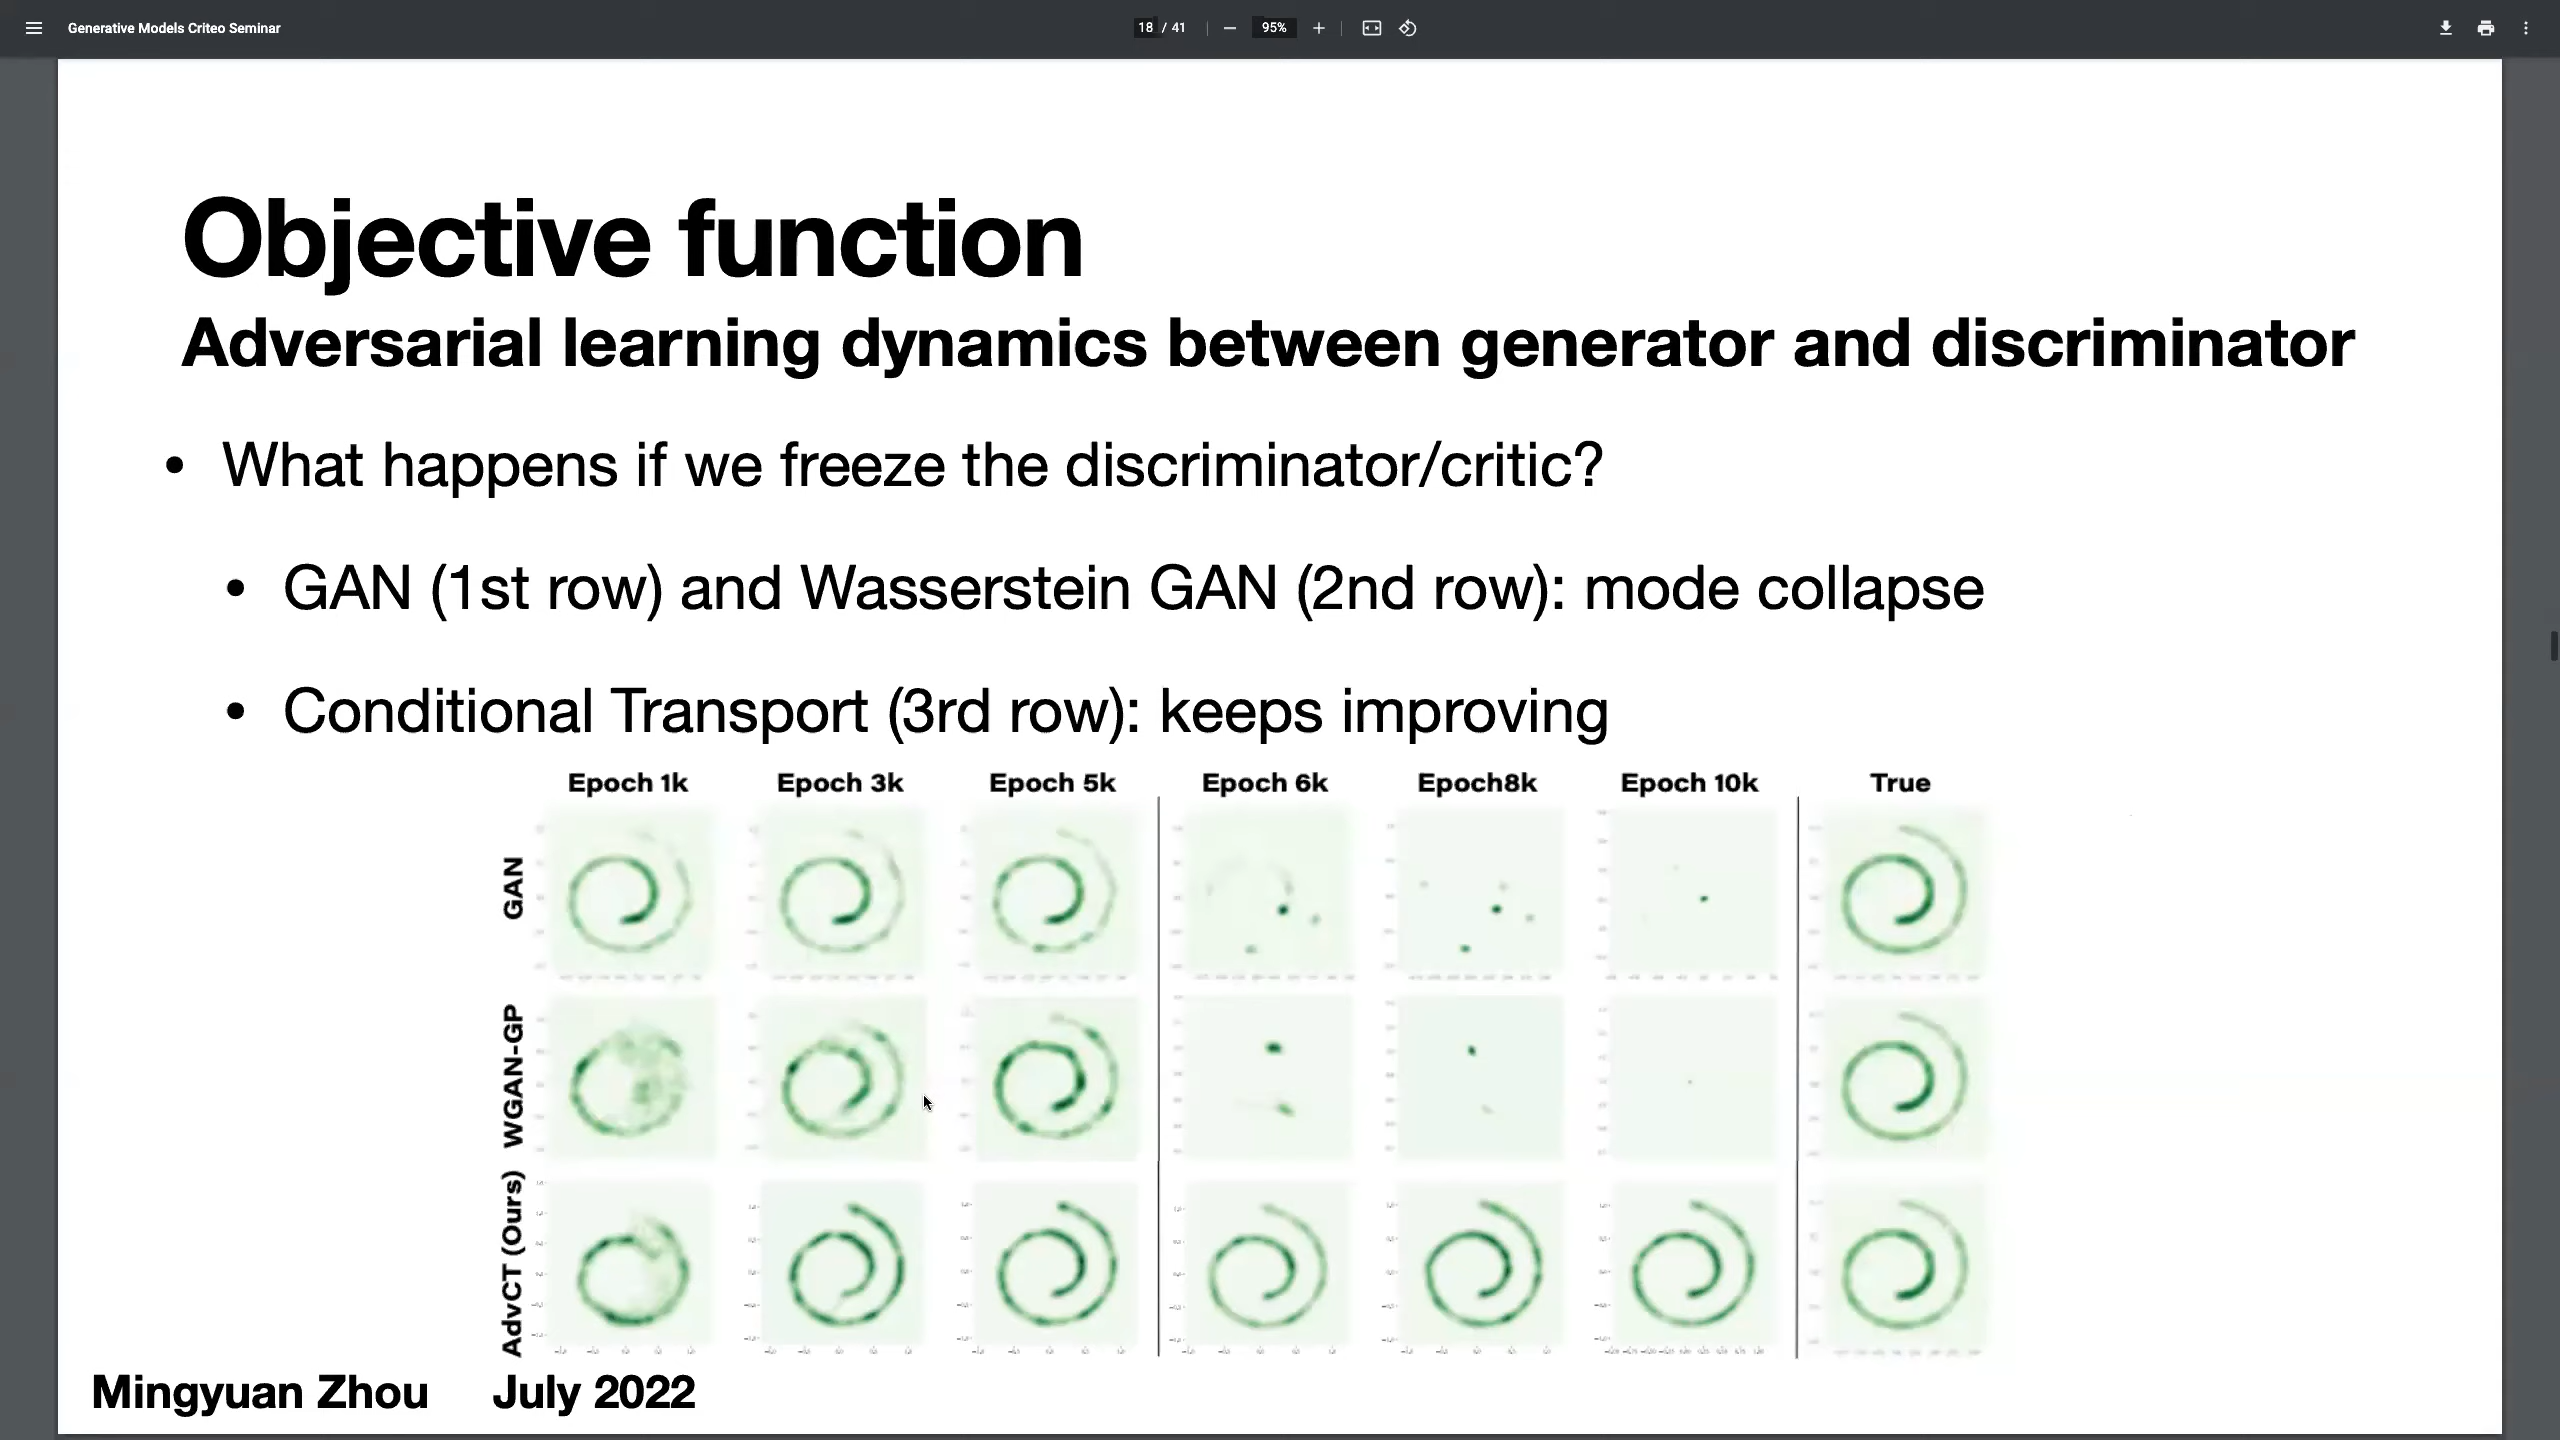 Generative Models Criteo Seminar
18 / 41
95%
Objective function
Adversarial learning dynamics between generator and discriminator
• What happens if we freeze the discriminator/critic?
• GAN (1st row) and Wasserstein GAN (2nd row): mode collapse
• Conditional Transport (3rd row): keeps improving
Epoch 1k Epoch 3k Epoch 5k Epoch 6k Epoch8k Epoch 10k True
GAN
WGAN-GP
AdvCT (Ours)
Mingyuan Zhou July 2022